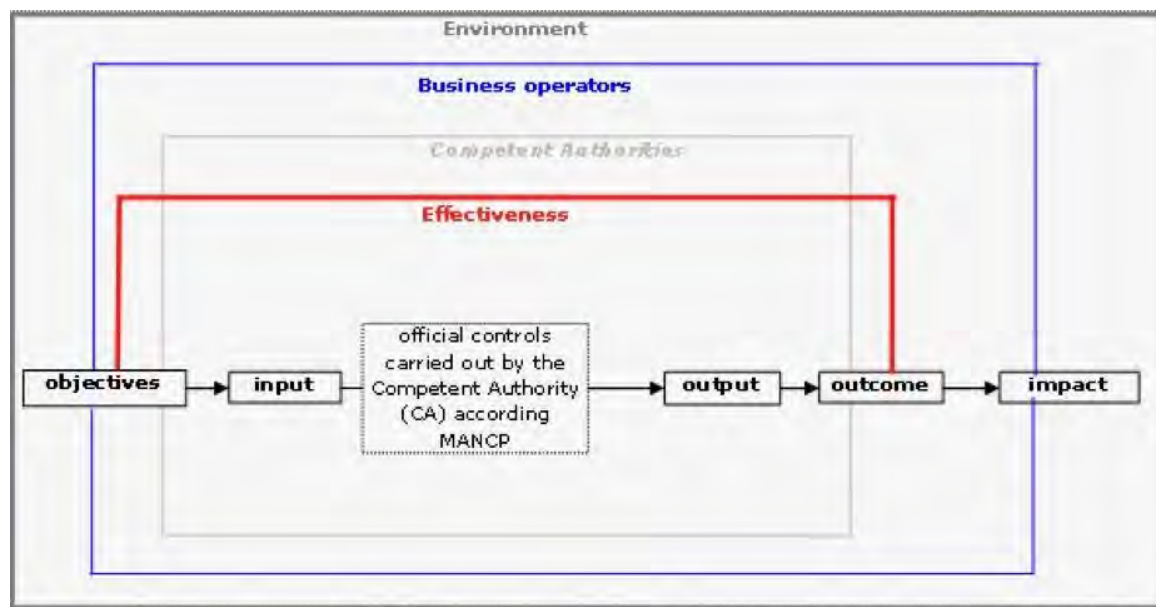 Environment
Business operators
Competent Authorities
Effectiveness
objectives
input
official controls
carried out by the
Competent Authority
(CA) according
MANCP
output
outcome
impact